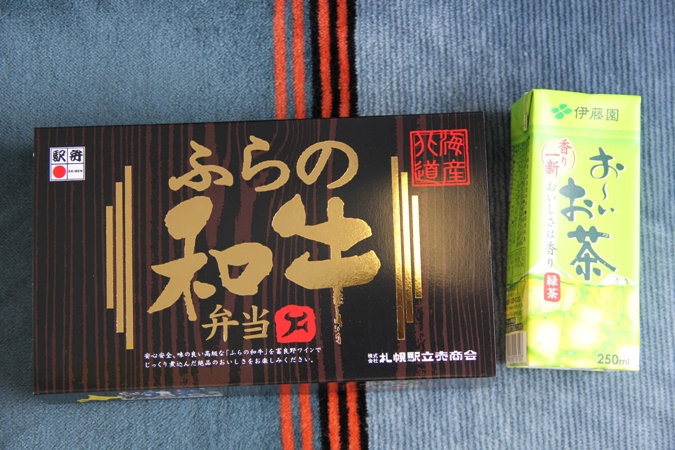 駅弁
EKI-BEN
ふらの
和牛
弁当
北海道産
安心安全、味の良い高級な「ふらの和牛」を富良野ワインで
じっくり煮込んだ絶品のおいしさをお楽しみください。
株式会社 札幌駅立売商会
伊藤園
香り一新
お〜いお茶
おいしさは香り
緑茶
250ml